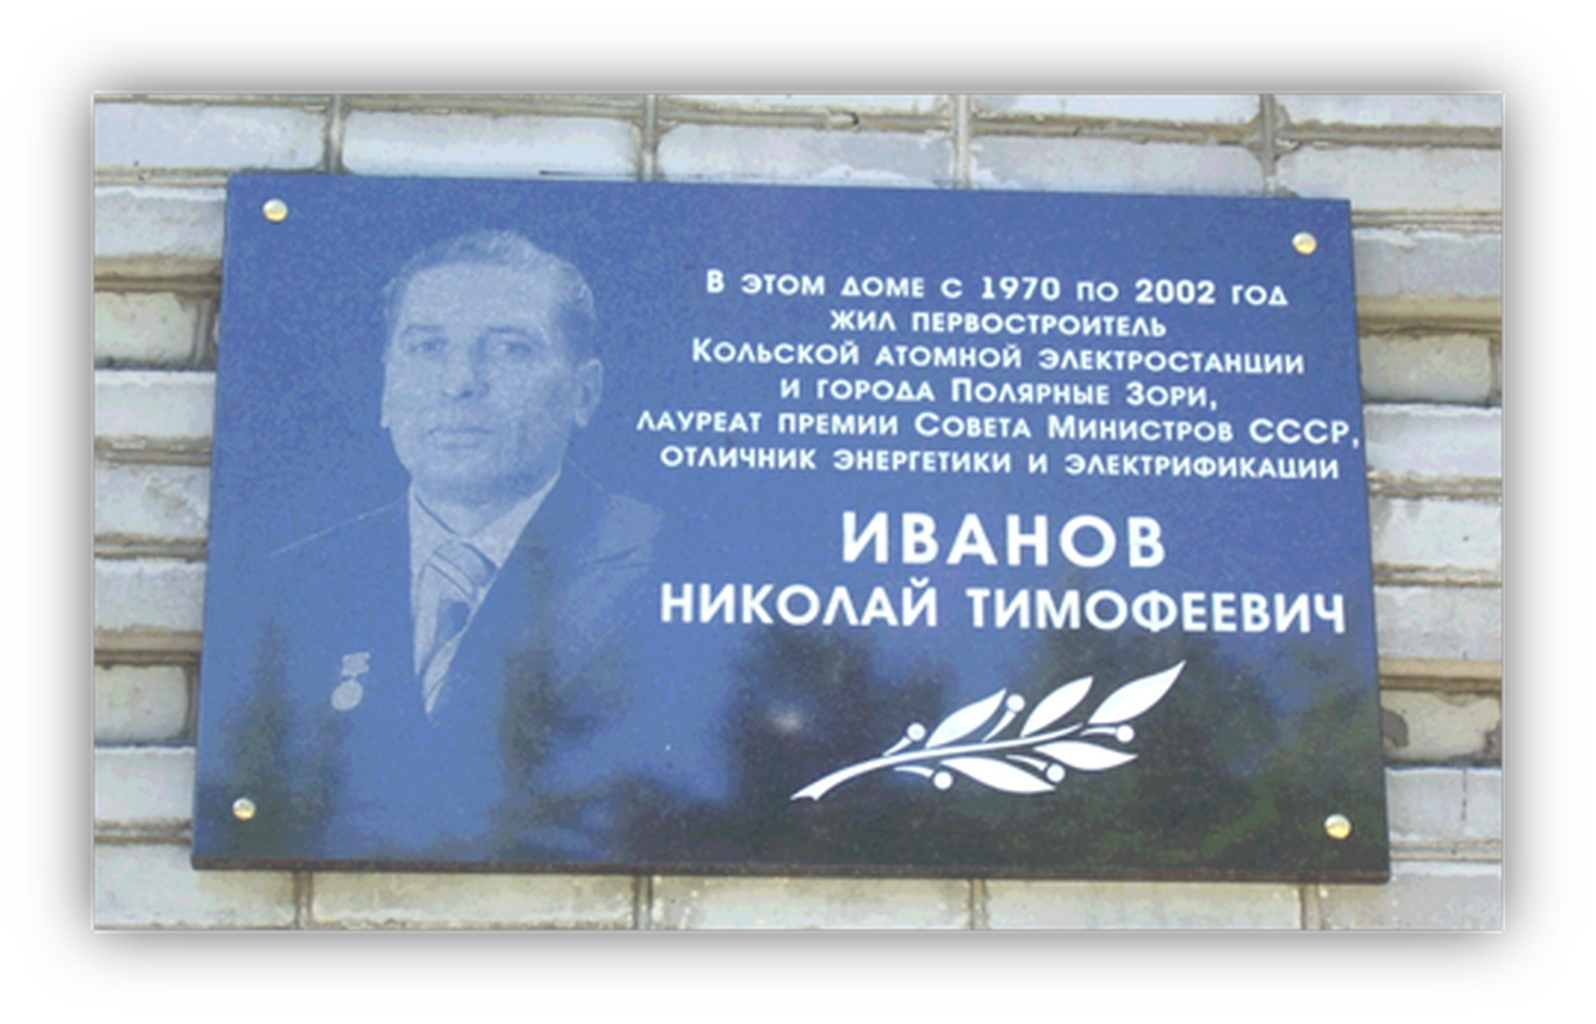 В ЭТОМ ДОМЕ С 1970 ПО 2002 ГОД
ЖИЛ ПЕРВОСТРОИТЕЛЬ
КОЛЬСКОЙ АТОМНОЙ ЭЛЕКТРОСТАНЦИИ
И ГОРОДА ПОЛЯРНЫЕ ЗОРИ,
ЛАУРЕАТ ПРЕМИИ СОВЕТА МИНИСТРОВ СССР,
ОТЛИЧНИК ЭНЕРГЕТИКИ И ЭЛЕКТРИФИКАЦИИ
ИВАНОВ
НИКОЛАЙ ТИМОФЕЕВИЧ